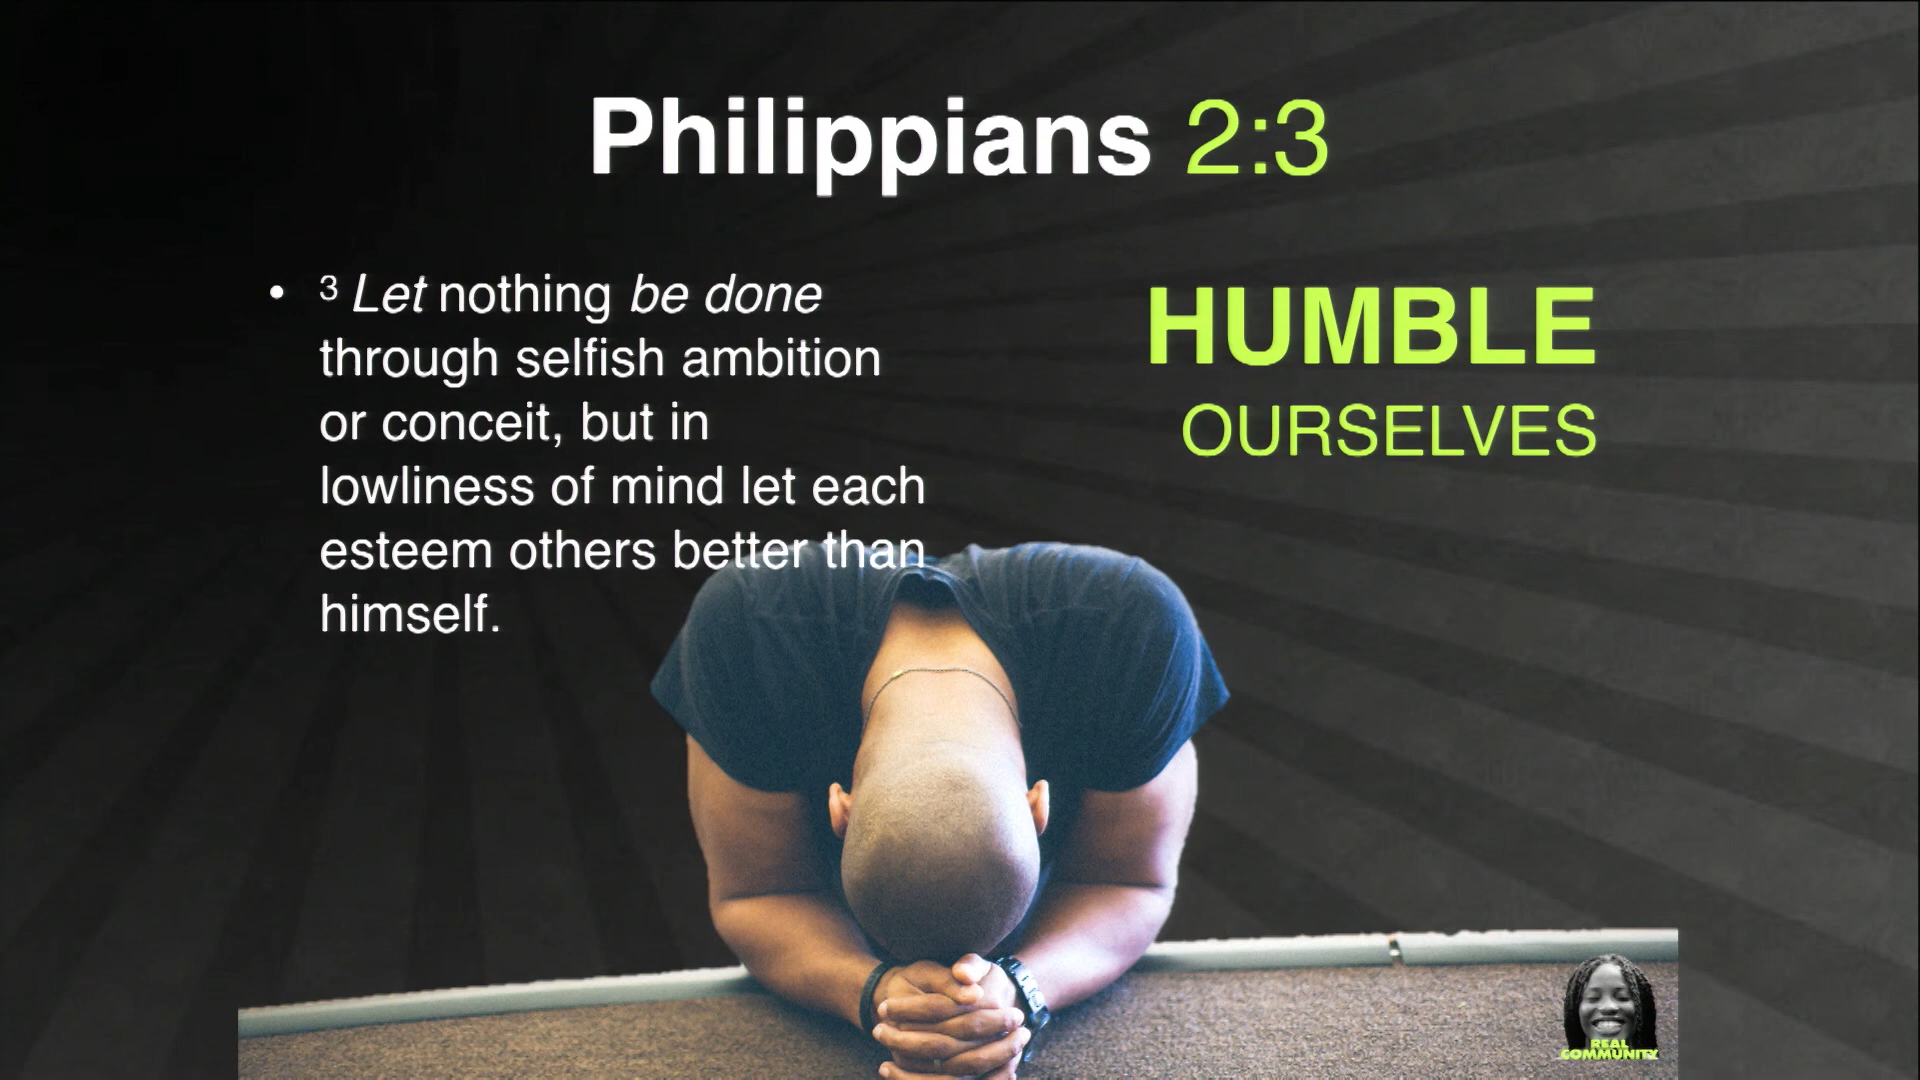 Philippians 2:3
• 3 Let nothing be done
through selfish ambition
or conceit, but in
lowliness of mind let each
esteem others better than
himself.
HUMBLE
OURSELVES
REAL
COMMUNITY